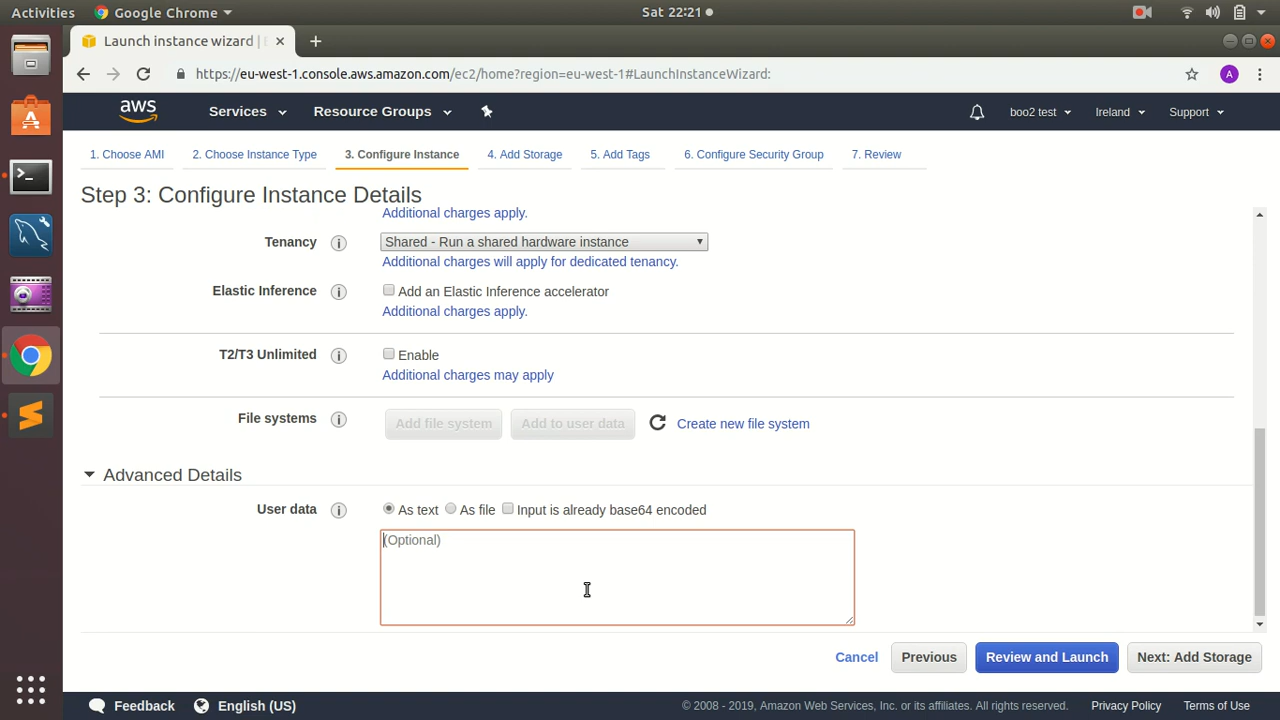 Activities
Google Chrome
Sat 22:21
Launch instance wizard |
https://eu-west-1.console.aws.amazon.com/ec2/home?region=eu-west-1#LaunchInstanceWizard:
A
aws
Services
Resource Groups
boo2 test
Ireland
Support
1. Choose AMI
2. Choose Instance Type
3. Configure Instance
4. Add Storage
5. Add Tags
6. Configure Security Group
7. Review
Step 3: Configure Instance Details
Additional charges apply.
Tenancy
Shared - Run a shared hardware instance
Additional charges will apply for dedicated tenancy.
Elastic Inference
Add an Elastic Inference accelerator
Additional charges apply.
T2/T3 Unlimited
Enable
Additional charges may apply
File systems
Add file system
Add to user data
Create new file system
Advanced Details
User data
As text
As file
Input is already base64 encoded
(Optional)
Cancel
Previous
Review and Launch
Next: Add Storage
Feedback
English (US)
© 2008 - 2019, Amazon Web Services, Inc. or its affiliates. All rights reserved.
Privacy Policy
Terms of Use